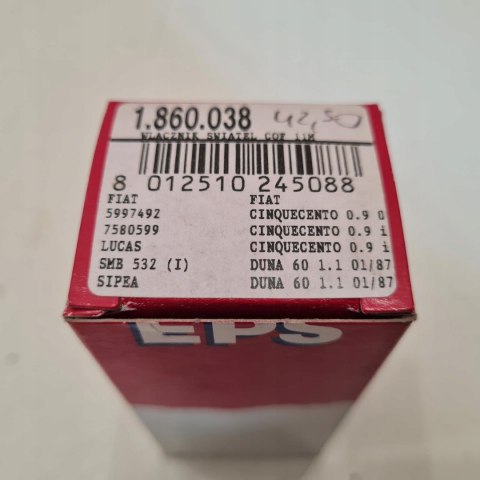 1.860.038 42,50
WLACZNIK SWIATEL COF 11M
8 012510 245088
FIAT FIAT
5997492 CINQUECENTO 0.9 0
7580599 CINQUECENTO 0.9 i
LUCAS CINQUECENTO 0.9 i
SMB 532 (I) DUNA 60 1.1 01/87
SIPEA DUNA 60 1.1 01/87
EPS